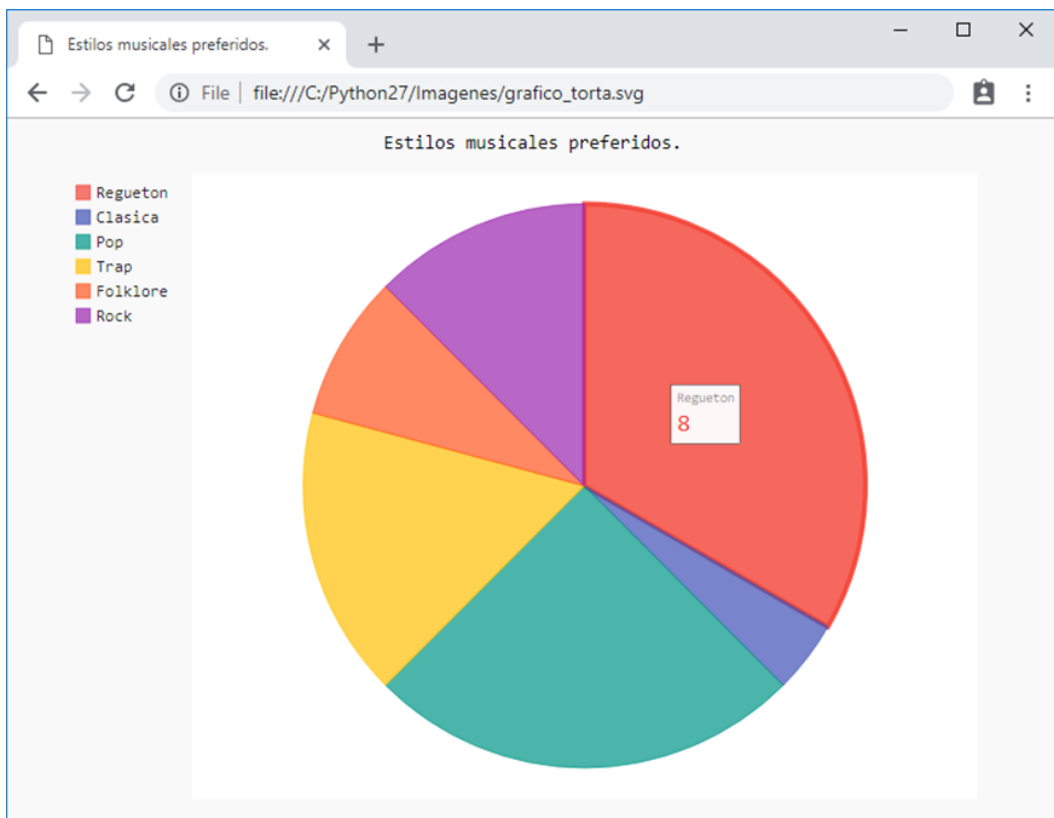 Estilos musicales preferidos.
File file:///C:/Python27/Imagenes/grafico_torta.svg
Estilos musicales preferidos.
Regueton
Clasica
Pop
Trap
Folklore
Rock
Regueton
8